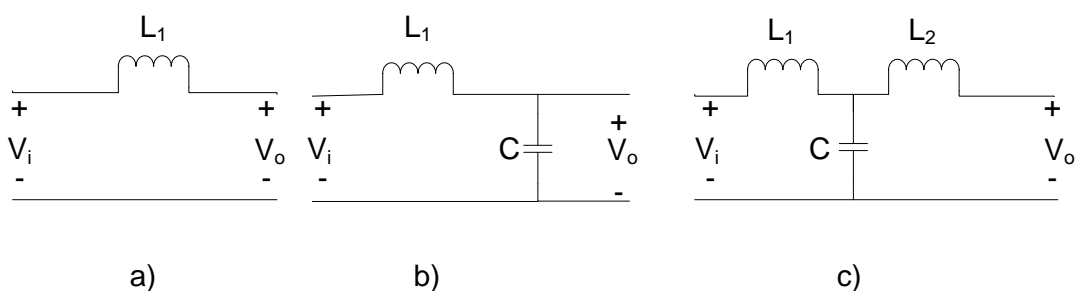 L₁
+
Vᵢ
-
+
Vₒ
-
a)
L₁
+
Vᵢ
-
C
+
Vₒ
-
b)
L₁
L₂
+
Vᵢ
-
C
+
Vₒ
-
c)